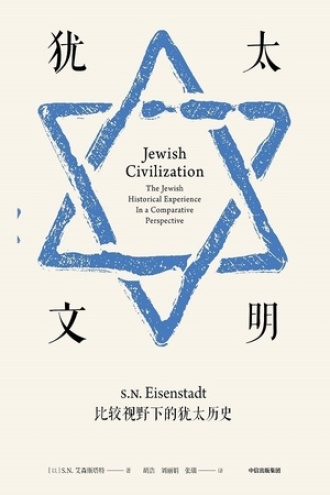 犹太
Jewish
Civilization
The Jewish
Historical Experience
In a Comparative
Perspective
文明
S.N. Eisenstadt
比较视野下的犹太历史
[以] S.N. 艾森斯塔特 —— 著 胡浩 刘丽娟 张瑞 —— 译 中信出版集团